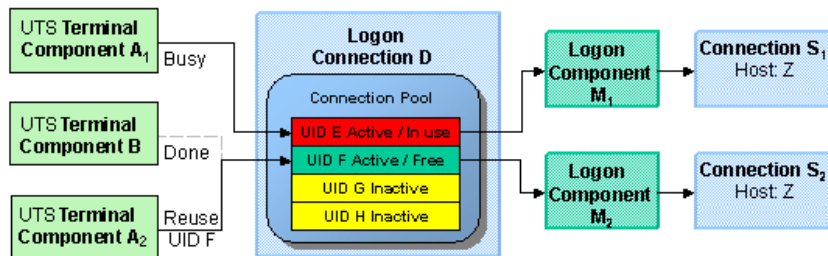 UTS Terminal
Component A1
Busy
UTS Terminal
Component B
Done
UTS Terminal
Component A2
Reuse
UID F
Logon
Connection D
Connection Pool
UID E Active / In use
UID F Active / Free
UID G Inactive
UID H Inactive
Logon
Component
M1
Connection S1
Host: Z
Logon
Component
M2
Connection S2
Host: Z